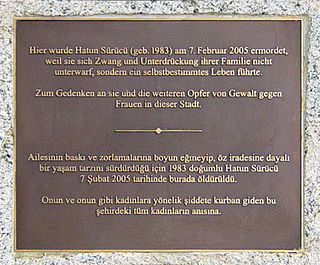 Hier wurde Hatun Sürücü (geb. 1983) am 7. Februar 2005 ermordet,
weil sie sich Zwang und Unterdrückung ihrer Familie nicht
unterwarf, sondern ein selbstbestimmtes Leben führte.
Zum Gedenken an sie und die weiteren Opfer von Gewalt gegen
Frauen in dieser Stadt.
Ailesinin baskı ve zorlamalarına boyun eğmeyip, öz iradesine dayalı
bir yaşam tarzını sürdürdüğü için 1983 doğumlu Hatun Sürücü
7 Şubat 2005 tarihinde burada öldürüldü.
Onun ve onun gibi kadınlara yönelik şiddete kurban giden bu
şehirdeki tüm kadınların anısına.